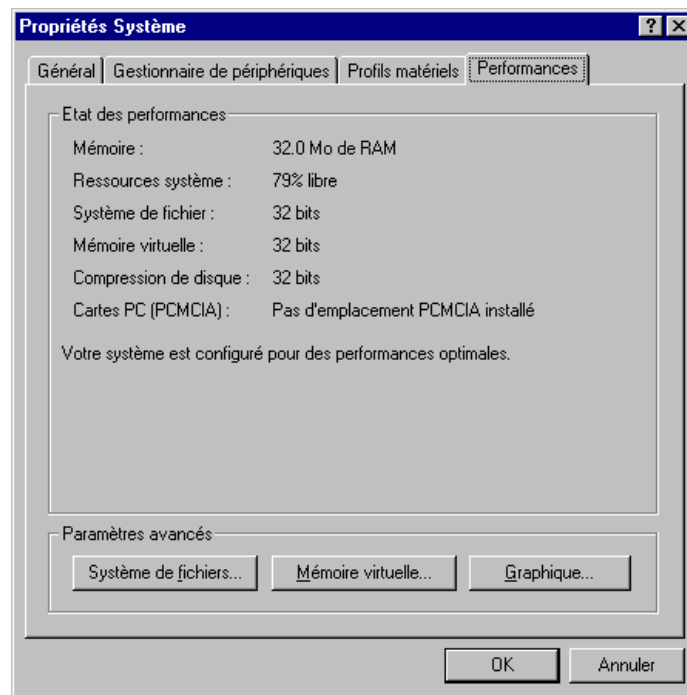 Propriétés Système
Général Gestionnaire de périphériques Profils matériels Performances
Etat des performances
Mémoire : 32.0 Mo de RAM
Ressources système : 79% libre
Système de fichier : 32 bits
Mémoire virtuelle : 32 bits
Compression de disque : 32 bits
Cartes PC (PCMCIA) : Pas d'emplacement PCMCIA installé
Votre système est configuré pour des performances optimales.
Paramètres avancés
Système de fichiers... Mémoire virtuelle... Graphique...
OK Annuler